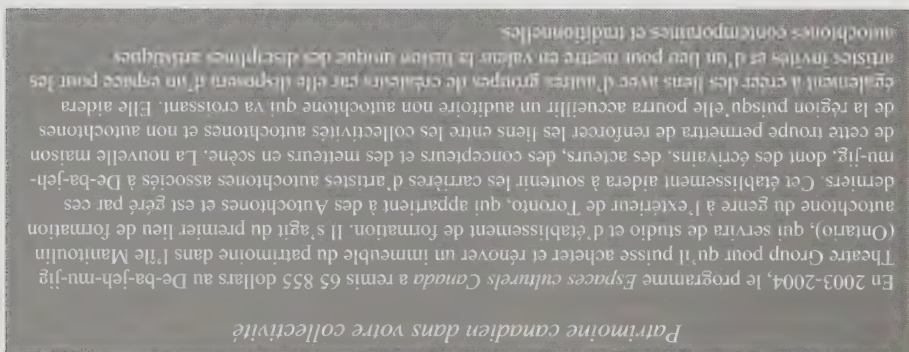 Patrimoine canadien dans votre collectivité
En 2003-2004, le programme Espaces culturels Canada a remis 65 855 dollars au De-ba-jeh-mu-jig
Theatre Group pour qu'il puisse acheter et rénover un immeuble du patrimoine dans l'île Manitoulin
(Ontario), qui servira de studio et d'établissement de formation. Il s'agit du premier lieu de formation
autochtone du genre à l'extérieur de Toronto, qui appartient à des Autochtones et est géré par ces
derniers. Cet établissement aidera à soutenir les carrières d'artistes autochtones associés à De-ba-jeh-
mu-jig, dont des écrivains, des acteurs, des concepteurs et des metteurs en scène. La nouvelle maison
de cette troupe permettra de renforcer les liens entre les collectivités autochtones et non autochtones
de la région puisqu'elle pourra accueillir un auditoire non autochtone qui va croissant. Elle aidera
également à créer des liens avec d'autres groupes de créateurs car elle disposera d'un espace pour les
artistes invités et d'un lieu pour mettre en valeur la fusion unique des disciplines artistiques
autochtones contemporaines et traditionnelles.